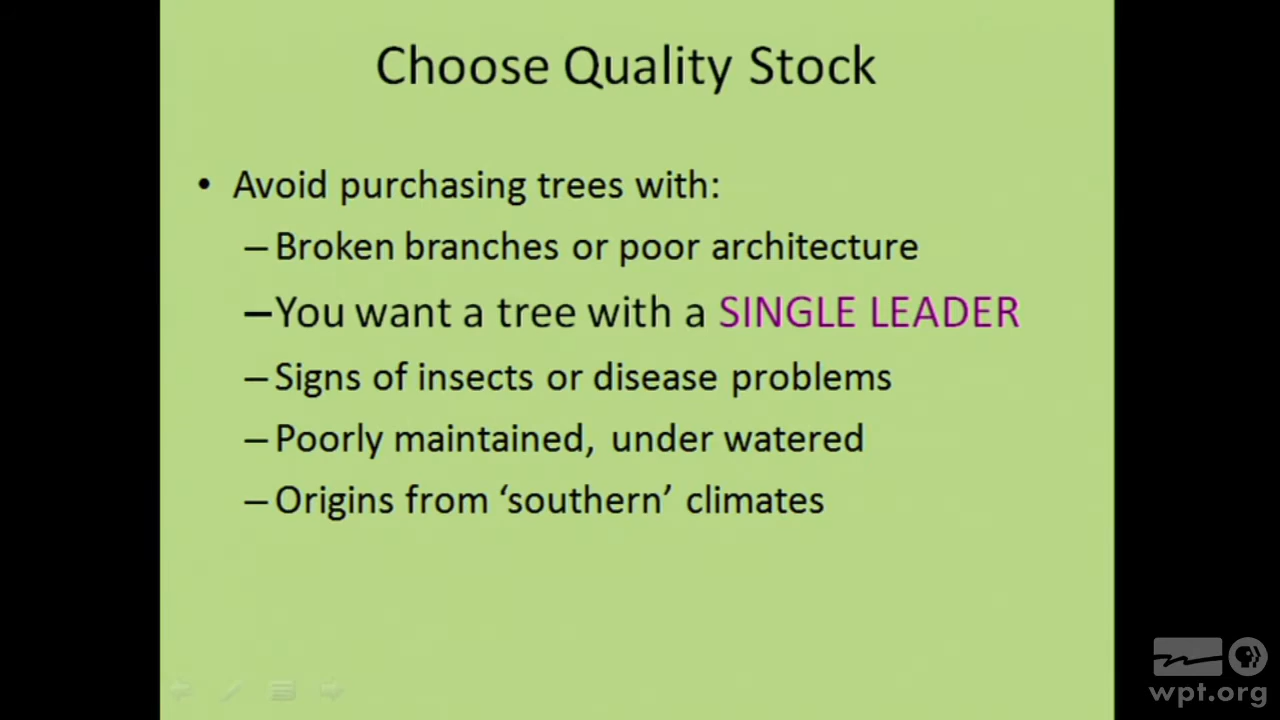 Choose Quality Stock
• Avoid purchasing trees with:
– Broken branches or poor architecture
– You want a tree with a SINGLE LEADER
– Signs of insects or disease problems
– Poorly maintained, under watered
– Origins from ‘southern’ climates
wpt.org